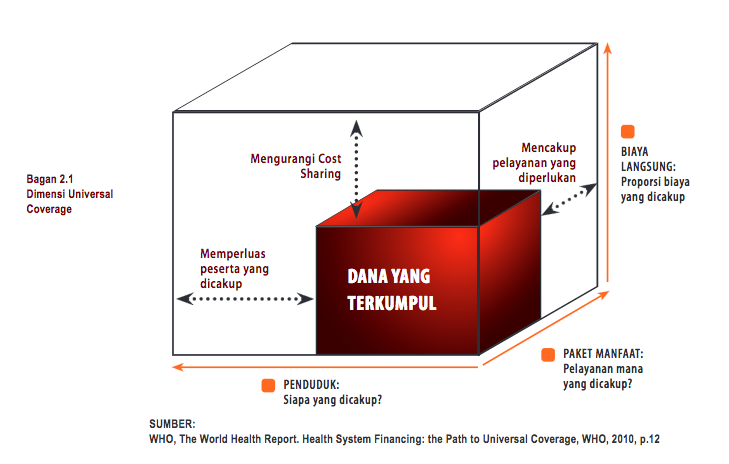 Bagan 2.1
Dimensi Universal
Coverage
Mengurangi Cost
Sharing
Mencakup
pelayanan yang
diperlukan
Memperluas
peserta yang
dicakup
DANA YANG
TERKUMPUL
BIAYA
LANGSUNG:
Proporsi biaya
yang dicakup
PAKET MANFAAT:
Pelayanan mana
yang dicakup?
PENDUDUK:
Siapa yang dicakup?
SUMBER:
WHO, The World Health Report. Health System Financing: the Path to Universal Coverage, WHO, 2010, p.12